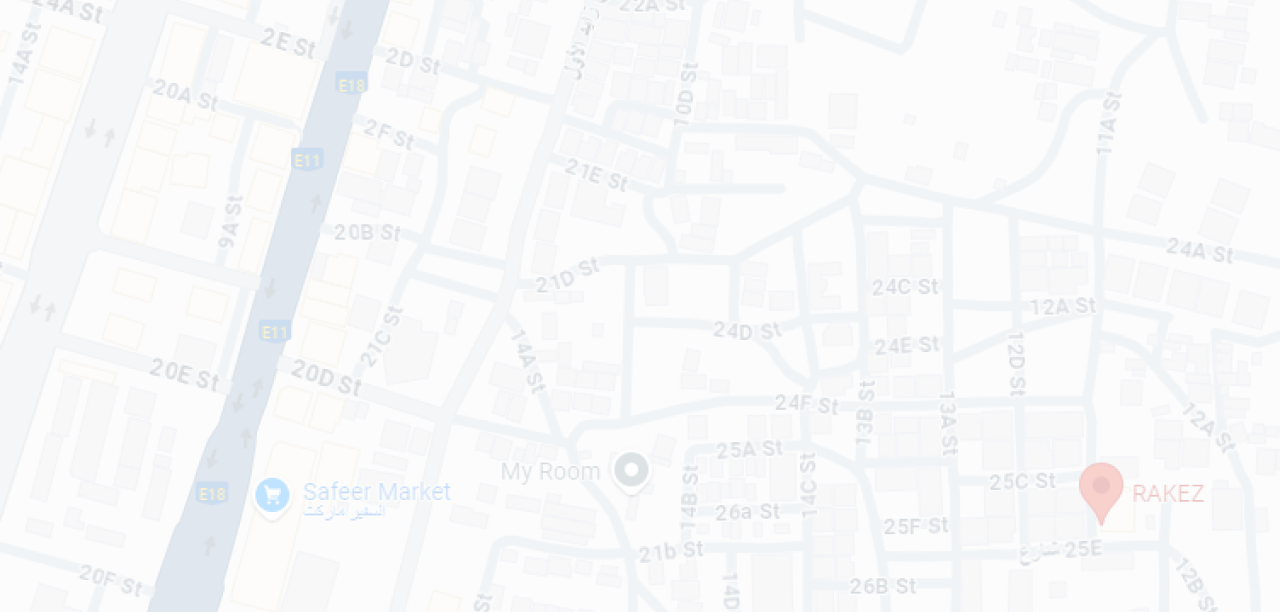 24A St
14A St
2E St
2D St
22A St
E18
20A St
2F St
10D St
11A St
E11
21E St
9A St
20B St
24A St
21D St
24C St
12A St
E11
24D St
21C St
14A St
24E St
12D St
20E St
20D St
24F St
13B St
13A St
12A St
25A St
My Room
14B St
14C St
25C St
RAKEZ
Safeer Market
السفير ماركت
E18
26a St
25F St
21b St
25E شارع
20F St
14D
26B St
12B St
St